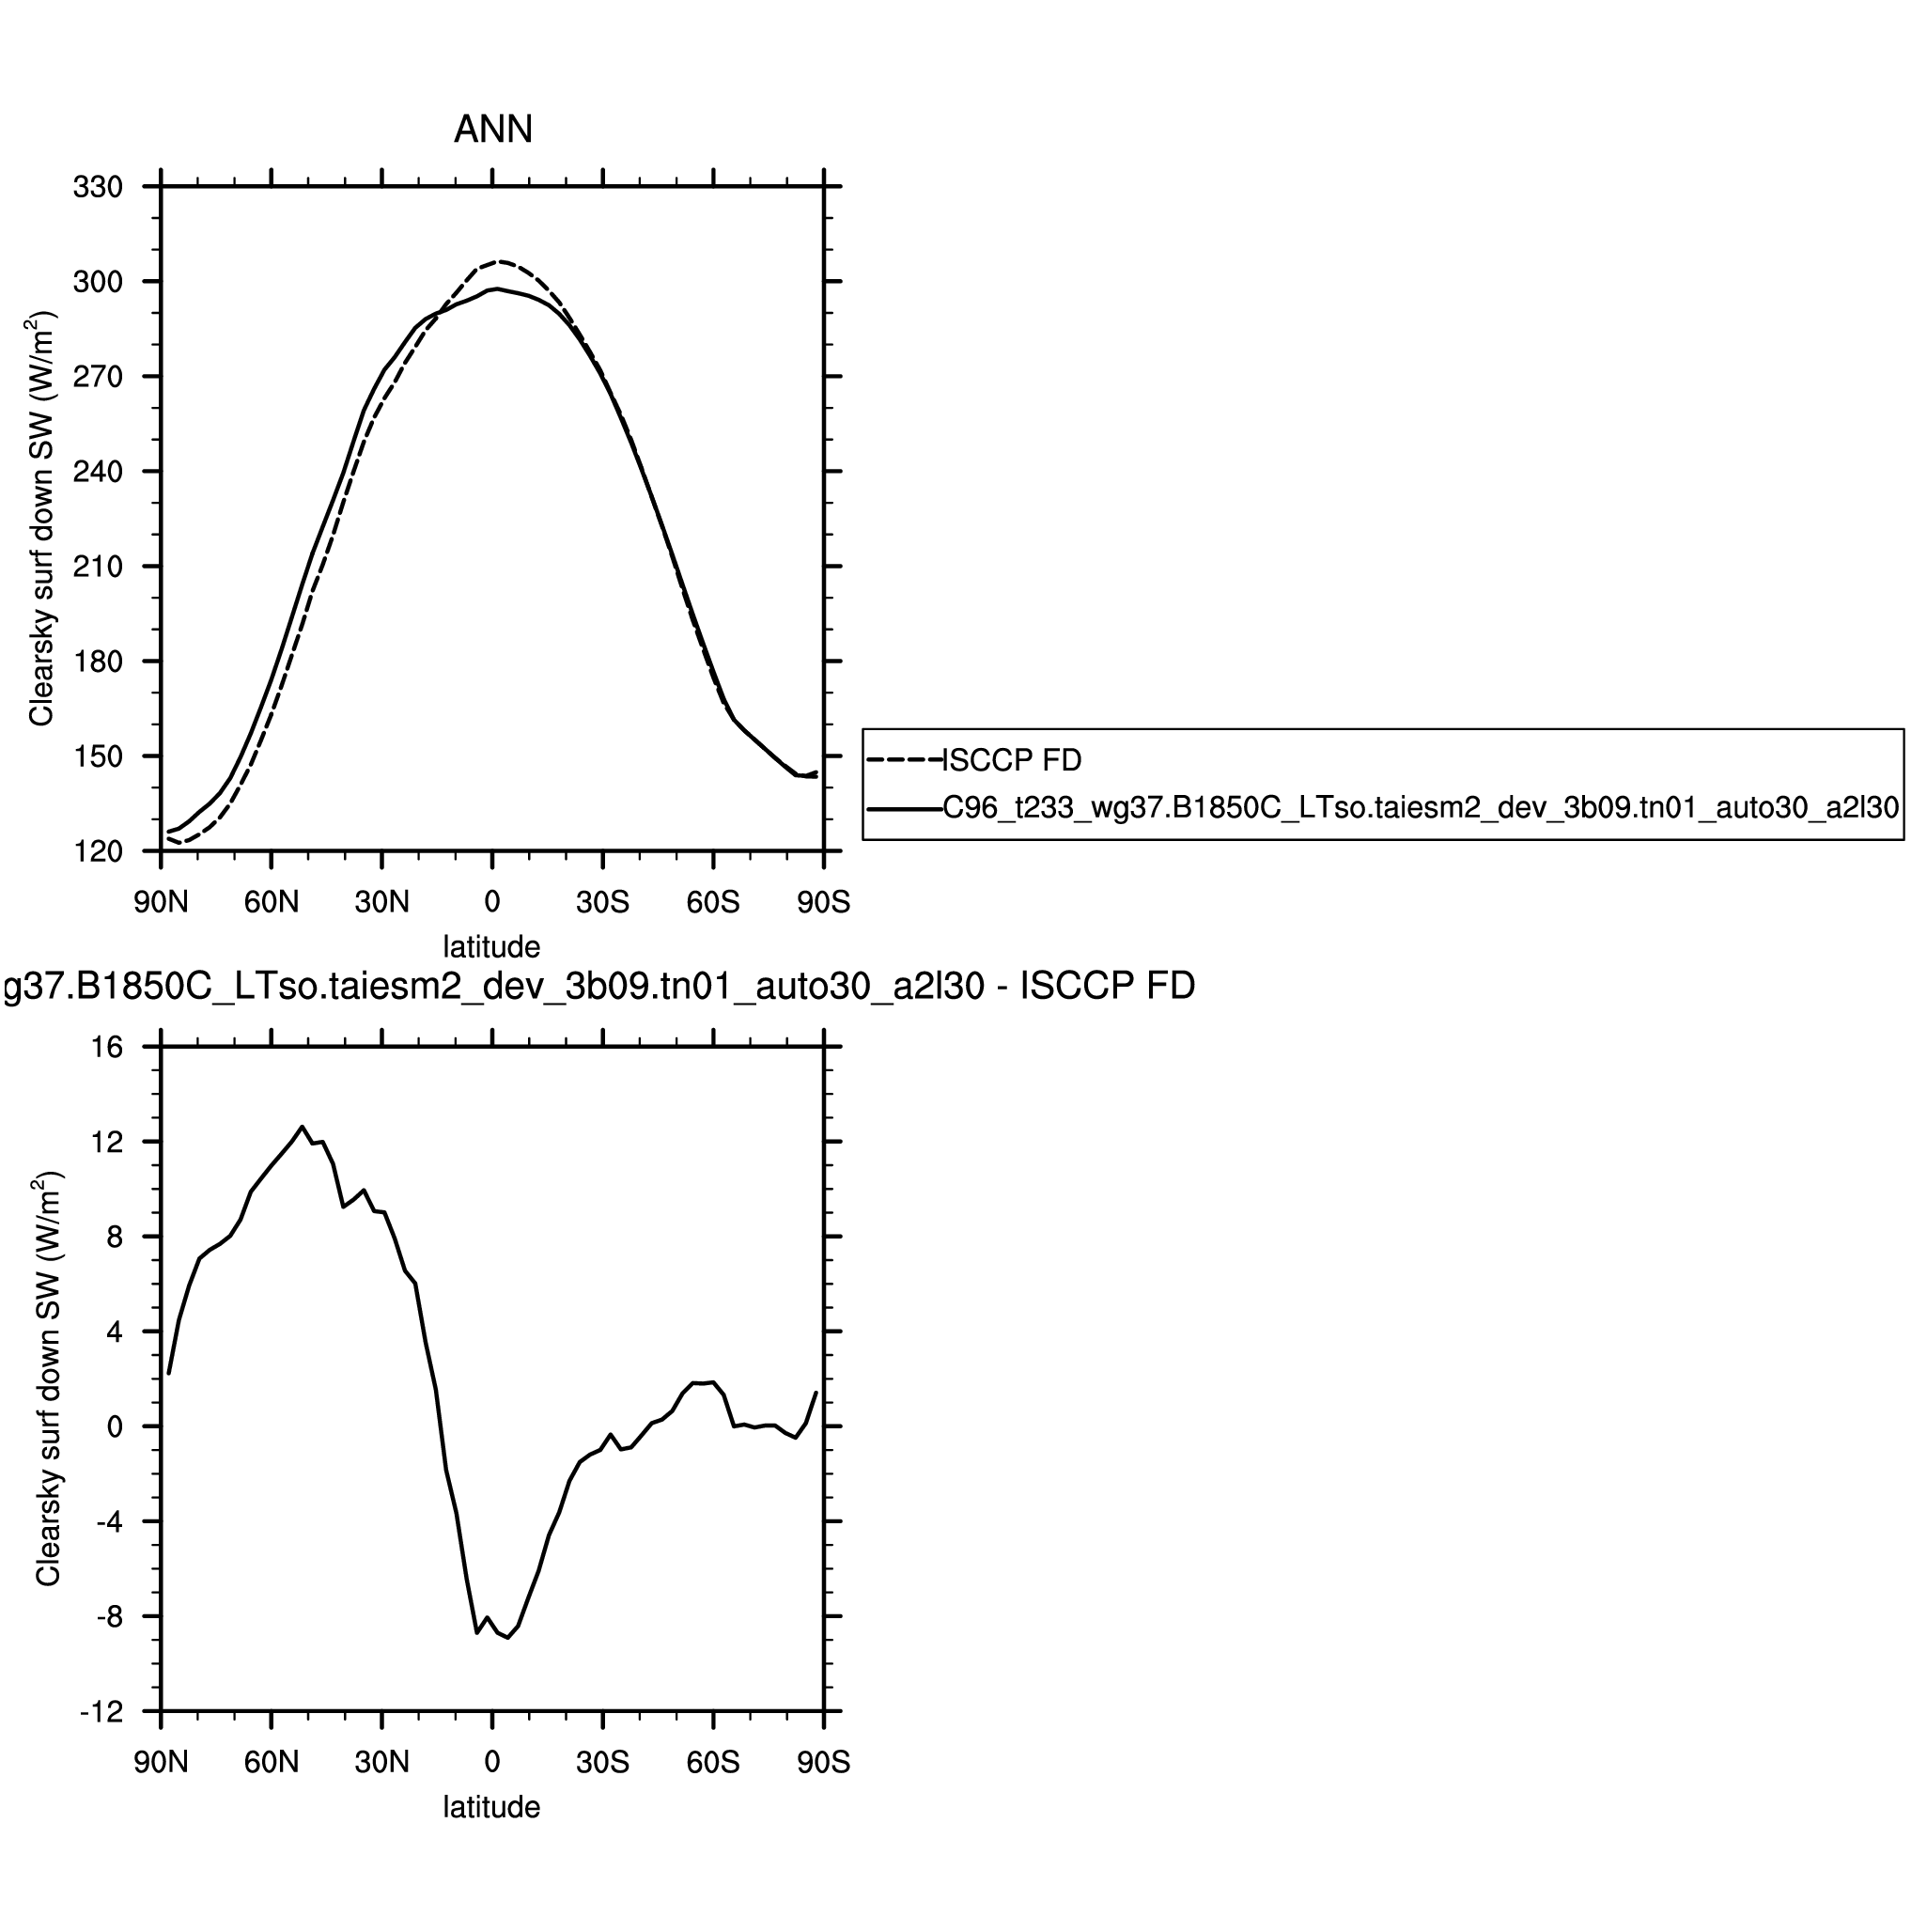 ANN
330
300
270
240
210
180
150
120
Clearsky surf down SW (W/m2)
90N 60N 30N 0 30S 60S 90S
latitude
ISCCP FD
C96_t233_wg37.B1850C_LTso.taiesm2_dev_3b09.tn01_auto30_a2l30
g37.B1850C_LTso.taiesm2_dev_3b09.tn01_auto30_a2l30 - ISCCP FD
16
12
8
4
0
-4
-8
-12
Clearsky surf down SW (W/m2)
90N 60N 30N 0 30S 60S 90S
latitude